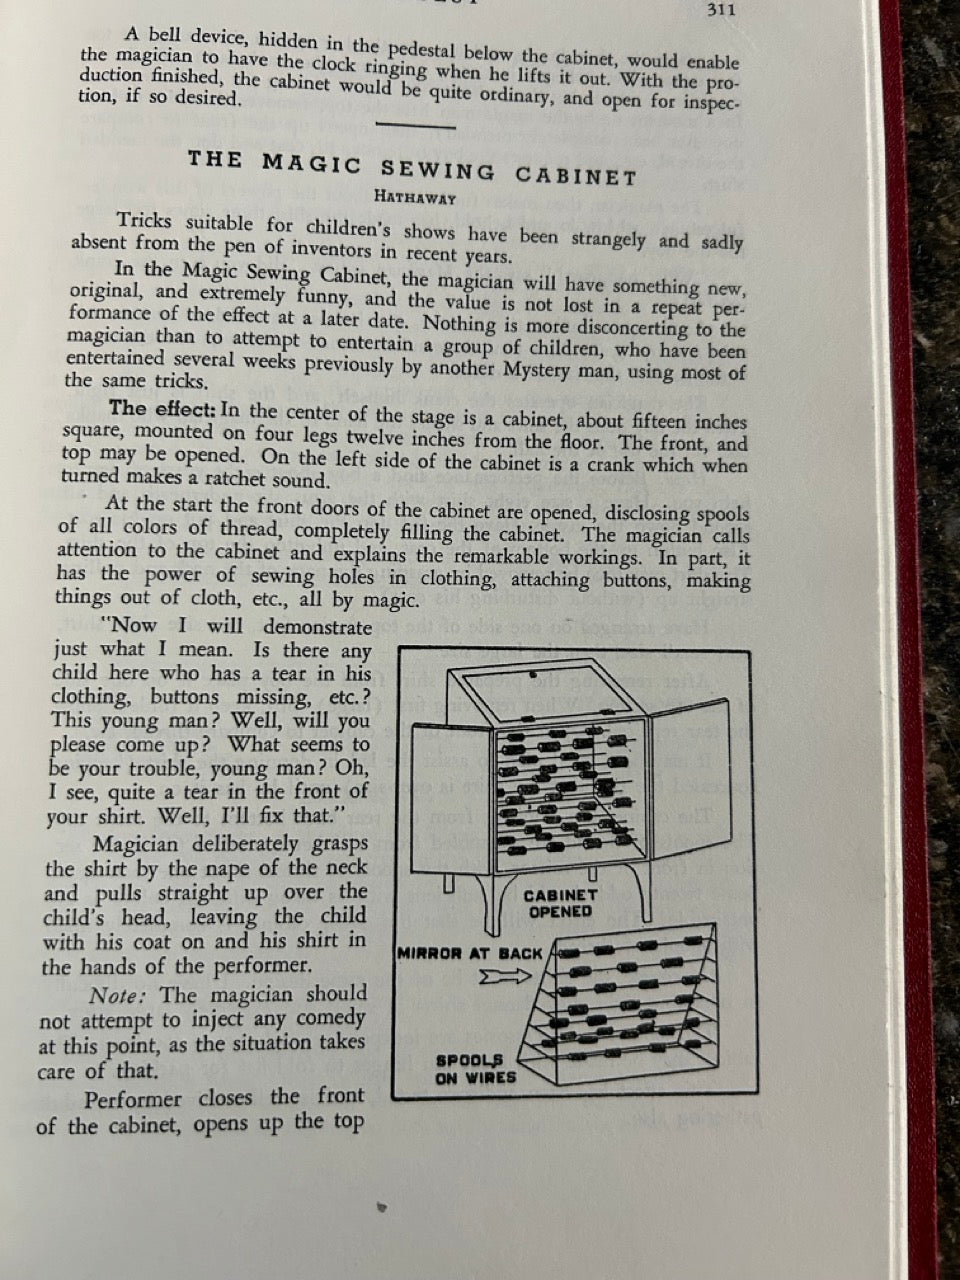 311
A bell device, hidden in the pedestal below the cabinet, would enable
the magician to have the clock ringing when he lifts it out. With the pro-
duction finished, the cabinet would be quite ordinary, and open for inspec-
tion, if so desired.
THE MAGIC SEWING CABINET
HATHAWAY
Tricks suitable for children's shows have been strangely and sadly
absent from the pen of inventors in recent years.
In the Magic Sewing Cabinet, the magician will have something new,
original, and extremely funny, and the value is not lost in a repeat per-
formance of the effect at a later date. Nothing is more disconcerting to the
magician than to attempt to entertain a group of children, who have been
entertained several weeks previously by another Mystery man, using most of
the same tricks.
The effect: In the center of the stage is a cabinet, about fifteen inches
square, mounted on four legs twelve inches from the floor. The front, and
top may be opened. On the left side of the cabinet is a crank which when
turned makes a ratchet sound.
At the start the front doors of the cabinet are opened, disclosing spools
of all colors of thread, completely filling the cabinet. The magician calls
attention to the cabinet and explains the remarkable workings. In part, it
has the power of sewing holes in clothing, attaching buttons, making
things out of cloth, etc., all by magic.
"Now I will demonstrate
just what I mean. Is there any
child here who has a tear in his
clothing, buttons missing, etc.?
This young man? Well, will you
please come up? What seems to
be your trouble, young man? Oh,
I see, quite a tear in the front of
your shirt. Well, I'll fix that."
Magician deliberately grasps
the shirt by the nape of the neck
and pulls straight up over the
child's head, leaving the child
with his coat on and his shirt in
the hands of the performer.
Note: The magician should
not attempt to inject any comedy
at this point, as the situation takes
care of that.
Performer closes the front
of the cabinet, opens up the top
CABINET
OPENED
MIRROR AT BACK
SPOOLS
ON WIRES